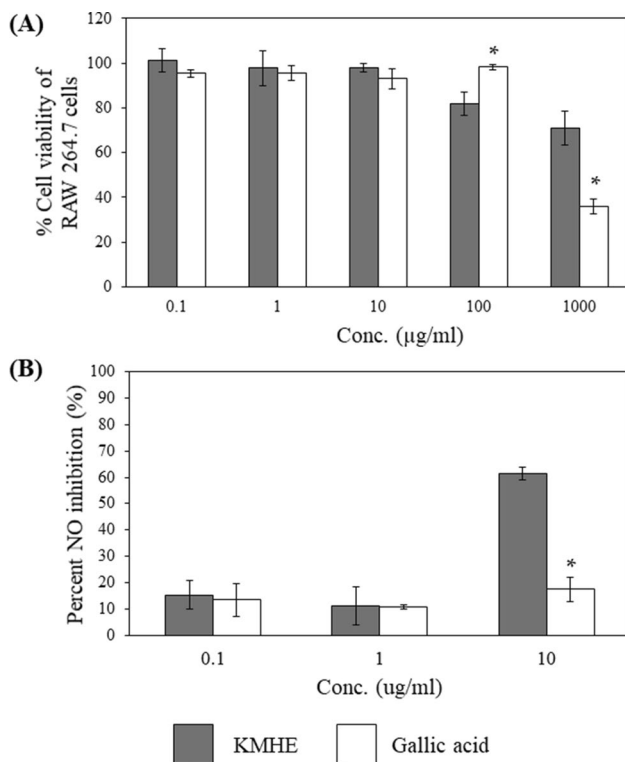 (A)
% Cell viability of
RAW 264.7 cells
120
100
80
60
40
20
0
*
*
0.1 1 10 100 1000
Conc. (µg/ml)
(B)
Percent NO inhibition (%)
100
90
80
70
60
50
40
30
20
10
0
*
0.1 1 10
Conc. (ug/ml)
KMHE Gallic acid